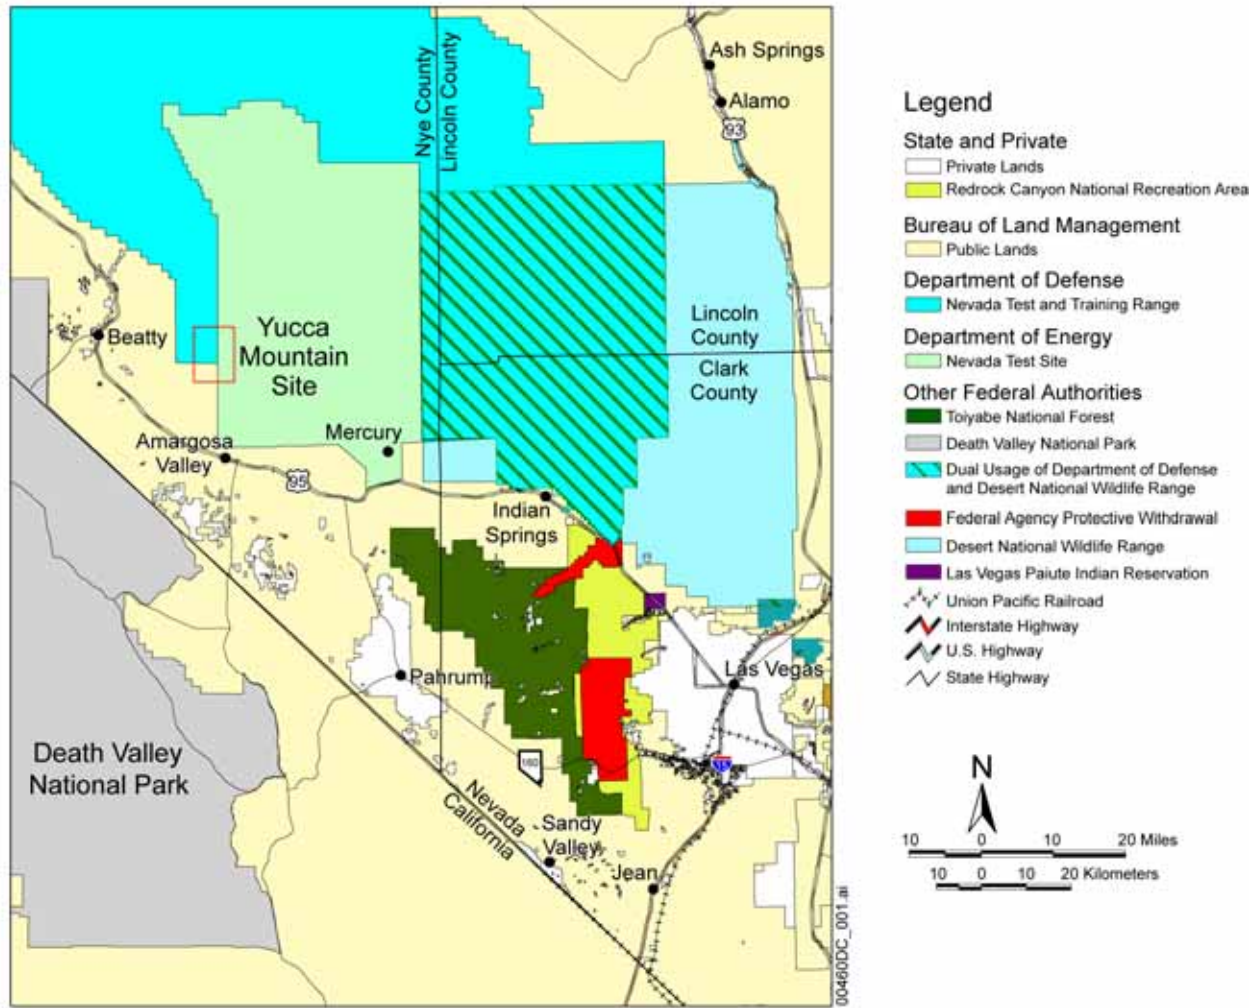 Ash Springs
Alamo
93
Nye County
Lincoln County
Beatty
Yucca
Mountain
Site
Lincoln
County
Clark
County
Mercury
Amargosa
Valley
95
Indian
Springs
Pahrump
Las Vegas
Death Valley
National Park
160
Nevada
California
Sandy
Valley
Jean
00460DC_001.ai
Legend
State and Private
Private Lands
Redrock Canyon National Recreation Area
Bureau of Land Management
Public Lands
Department of Defense
Nevada Test and Training Range
Department of Energy
Nevada Test Site
Other Federal Authorities
Toiyabe National Forest
Death Valley National Park
Dual Usage of Department of Defense
and Desert National Wildlife Range
Federal Agency Protective Withdrawal
Desert National Wildlife Range
Las Vegas Paiute Indian Reservation
Union Pacific Railroad
Interstate Highway
U.S. Highway
State Highway
N
10 0 10 20 Miles
10 0 10 20 Kilometers